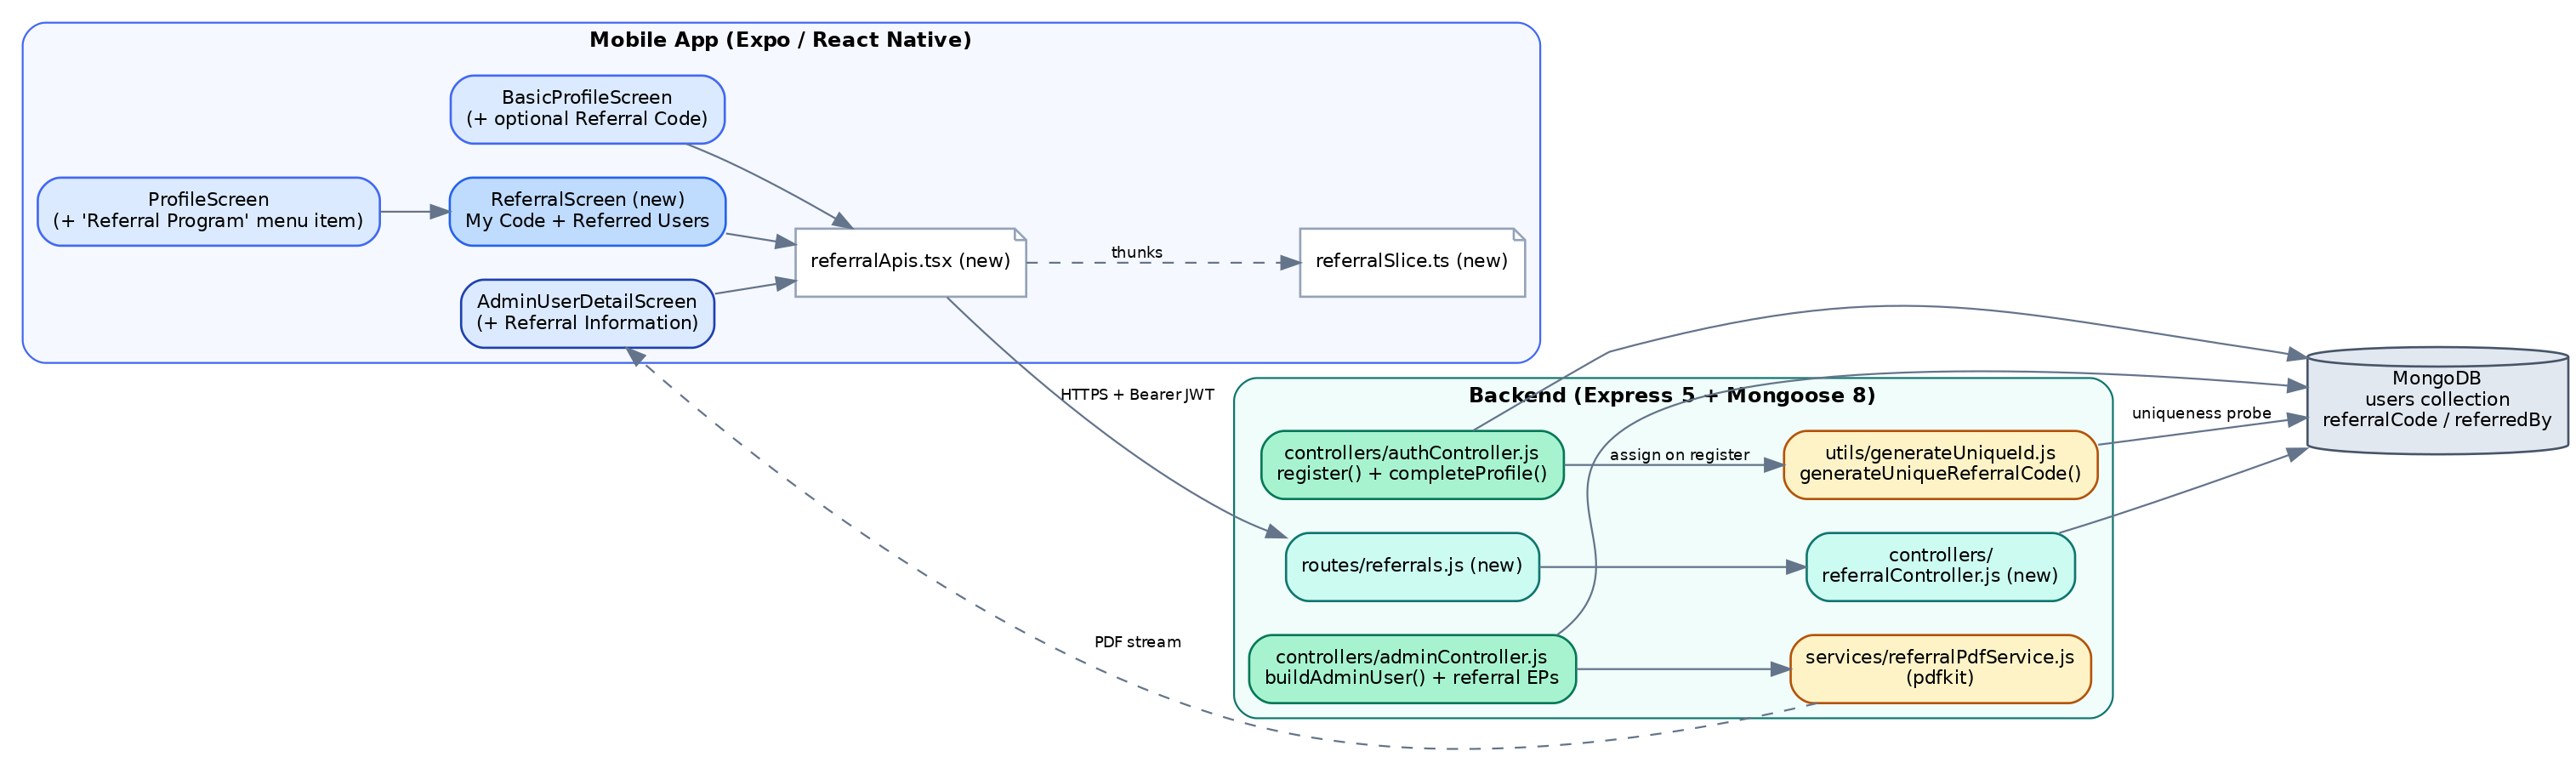 Mobile App (Expo / React Native)
BasicProfileScreen
(+ optional Referral Code)
ProfileScreen
(+ 'Referral Program' menu item)
ReferralScreen (new)
My Code + Referred Users
AdminUserDetailScreen
(+ Referral Information)
referralApis.tsx (new)
thunks
referralSlice.ts (new)
HTTPS + Bearer JWT
PDF stream
Backend (Express 5 + Mongoose 8)
controllers/authController.js
register() + completeProfile()
assign on register
utils/generateUniqueId.js
generateUniqueReferralCode()
routes/referrals.js (new)
controllers/
referralController.js (new)
controllers/adminController.js
buildAdminUser() + referral EPs
services/referralPdfService.js
(pdfkit)
uniqueness probe
MongoDB
users collection
referralCode / referredBy